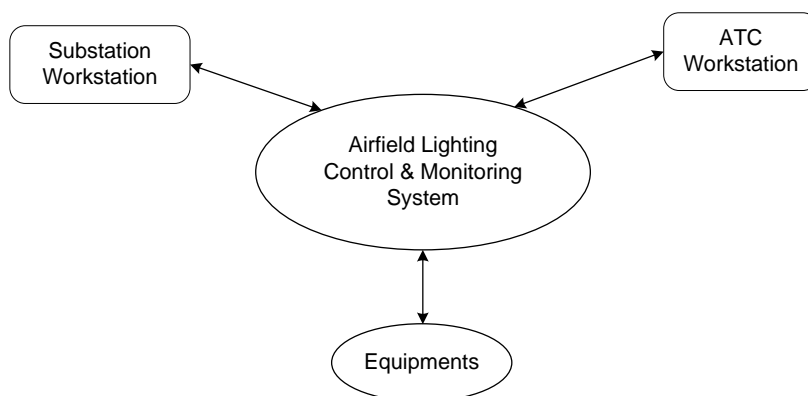 Substation
Workstation
ATC
Workstation
Airfield Lighting
Control & Monitoring
System
Equipments